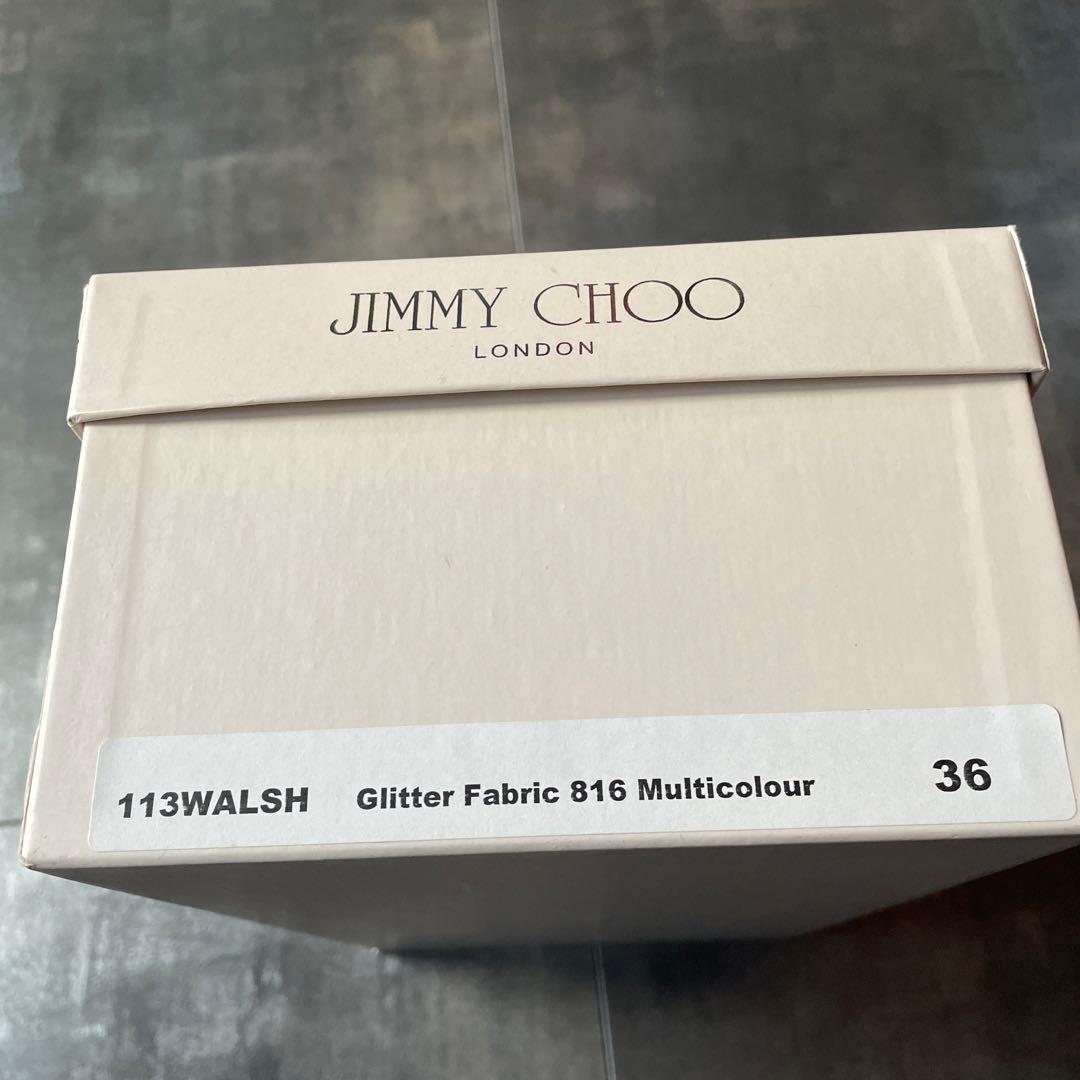 JIMMY CHOO
LONDON
113WALSH Glitter Fabric 816 Multicolour 36